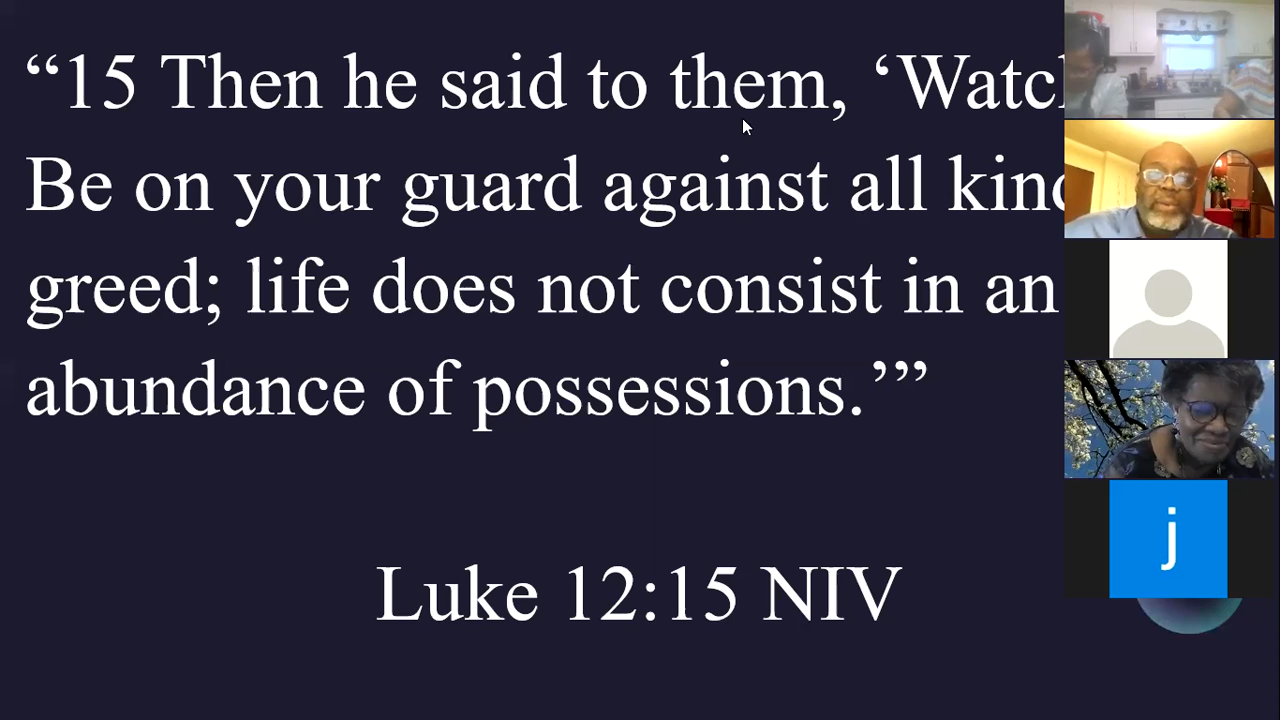 “15 Then he said to them, ‘Watc
Be on your guard against all kin
greed; life does not consist in an
abundance of possessions.’”
Luke 12:15 NIV
j